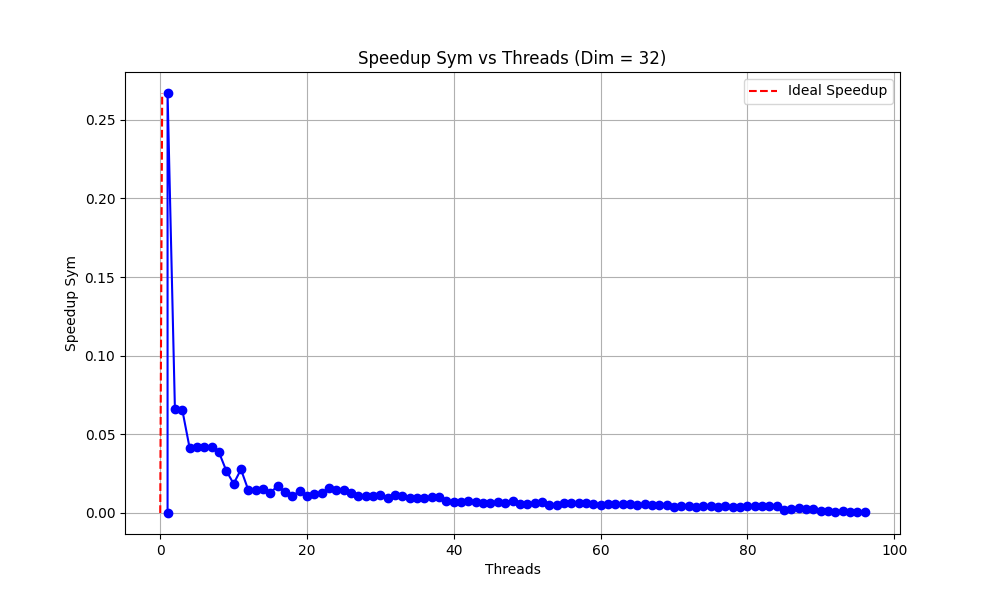 Speedup Sym vs Threads (Dim = 32)
Ideal Speedup
Speedup Sym
0.25
0.20
0.15
0.10
0.05
0.00
0 20 40 60 80 100
Threads